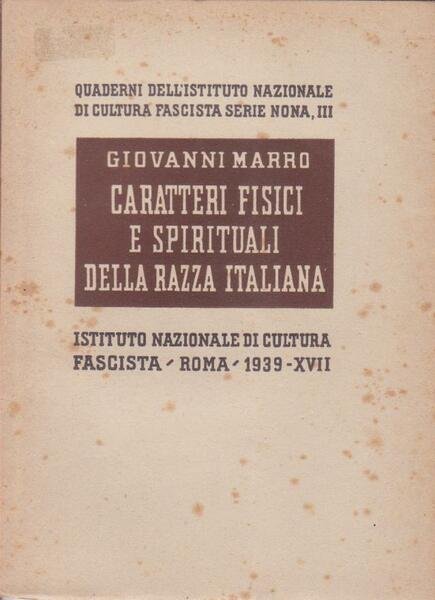 QUADERNI DELL'ISTITUTO NAZIONALE
DI CULTURA FASCISTA SERIE NONA, III
GIOVANNI MARRO
CARATTERI FISICI
E SPIRITUALI
DELLA RAZZA ITALIANA
ISTITUTO NAZIONALE DI CULTURA
FASCISTA - ROMA - 1939-XVII